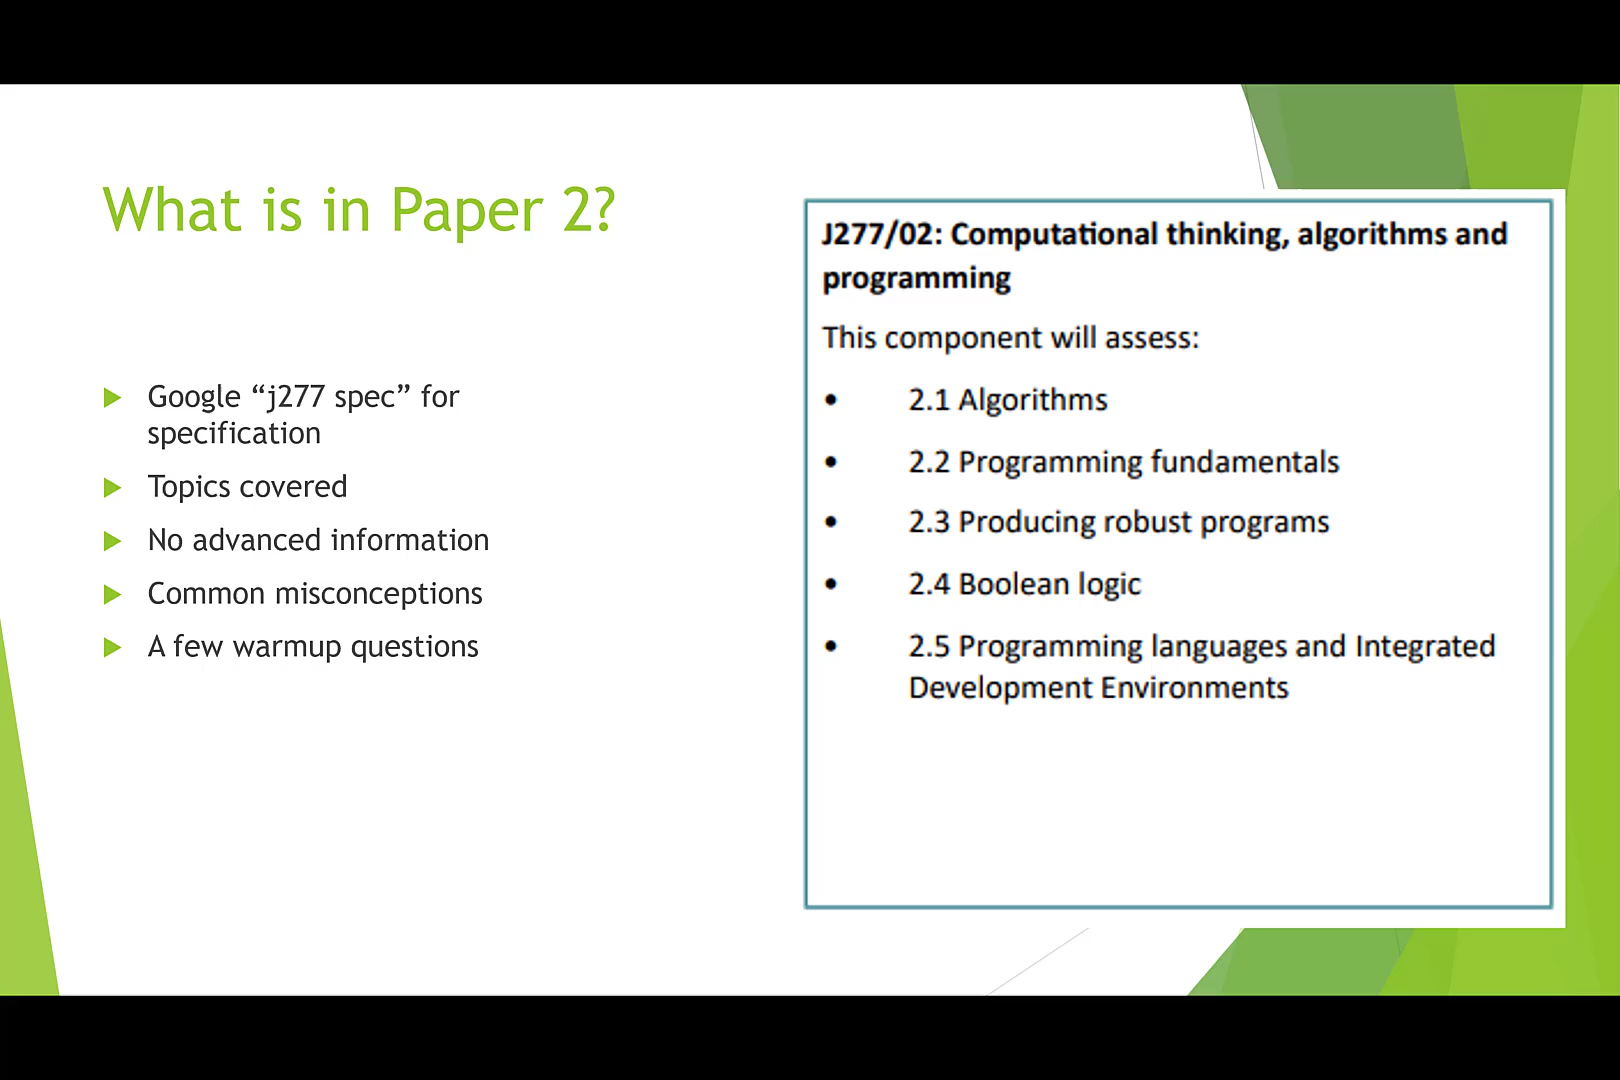 What is in Paper 2?
Google “j277 spec” for
specification
Topics covered
No advanced information
Common misconceptions
A few warmup questions
J277/02: Computational thinking, algorithms and
programming
This component will assess:
• 2.1 Algorithms
• 2.2 Programming fundamentals
• 2.3 Producing robust programs
• 2.4 Boolean logic
• 2.5 Programming languages and Integrated
Development Environments